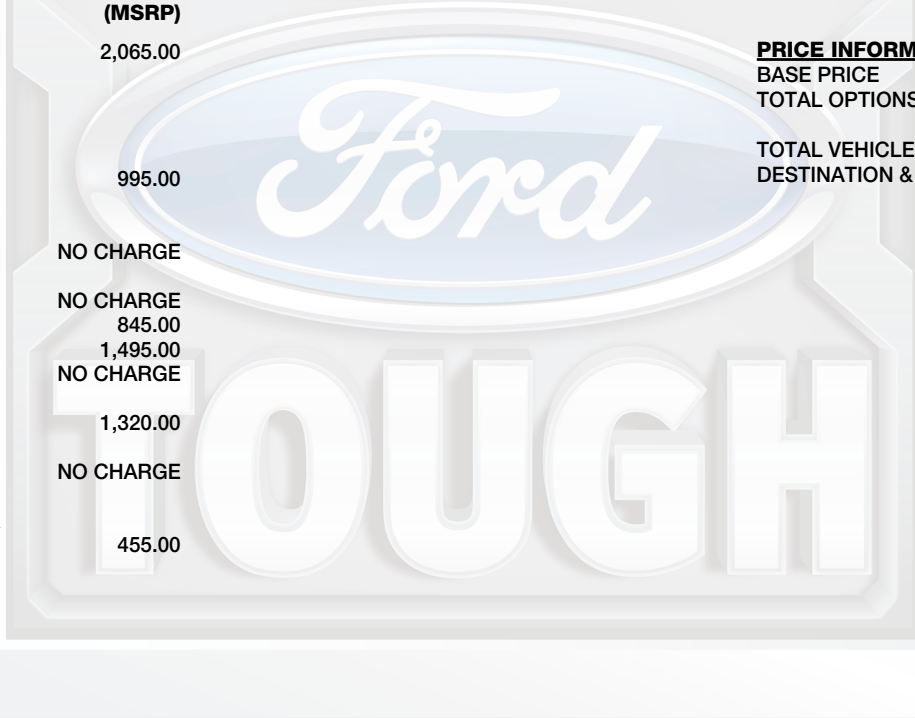 (MSRP)
2,065.00
995.00
NO CHARGE
NO CHARGE
845.00
1,495.00
NO CHARGE
1,320.00
NO CHARGE
455.00
PRICE INFORM
BASE PRICE
TOTAL OPTIONS
TOTAL VEHICLE
DESTINATION &
Ford
TOUGH